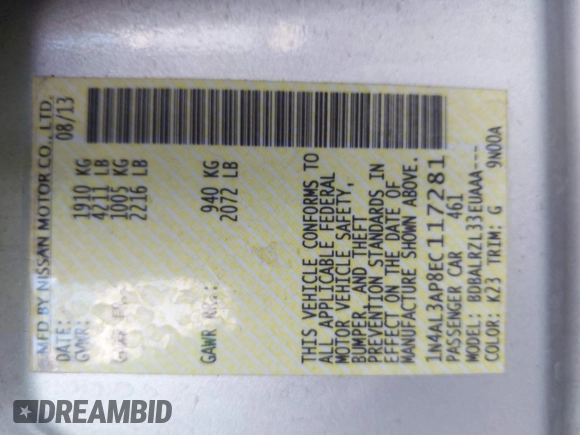 MFD BY NISSAN MOTOR CO., LTD.
DATE: 08/13
GVWR: 1910 KG
4211 LB
GAWR 1005 KG
2216 LB
GAWR 940 KG
2072 LB
THIS VEHICLE CONFORMS TO
ALL APPLICABLE FEDERAL
MOTOR VEHICLE SAFETY,
BUMPER, AND THEFT
PREVENTION STANDARDS IN
EFFECT ON THE DATE OF
MANUFACTURE SHOWN ABOVE.
1N4AL3AP8EC117281
PASSENGER CAR 461
MODEL: BDBALRZL33EUAAA---
COLOR: K23 TRIM: G 9N00A
DREAMBID